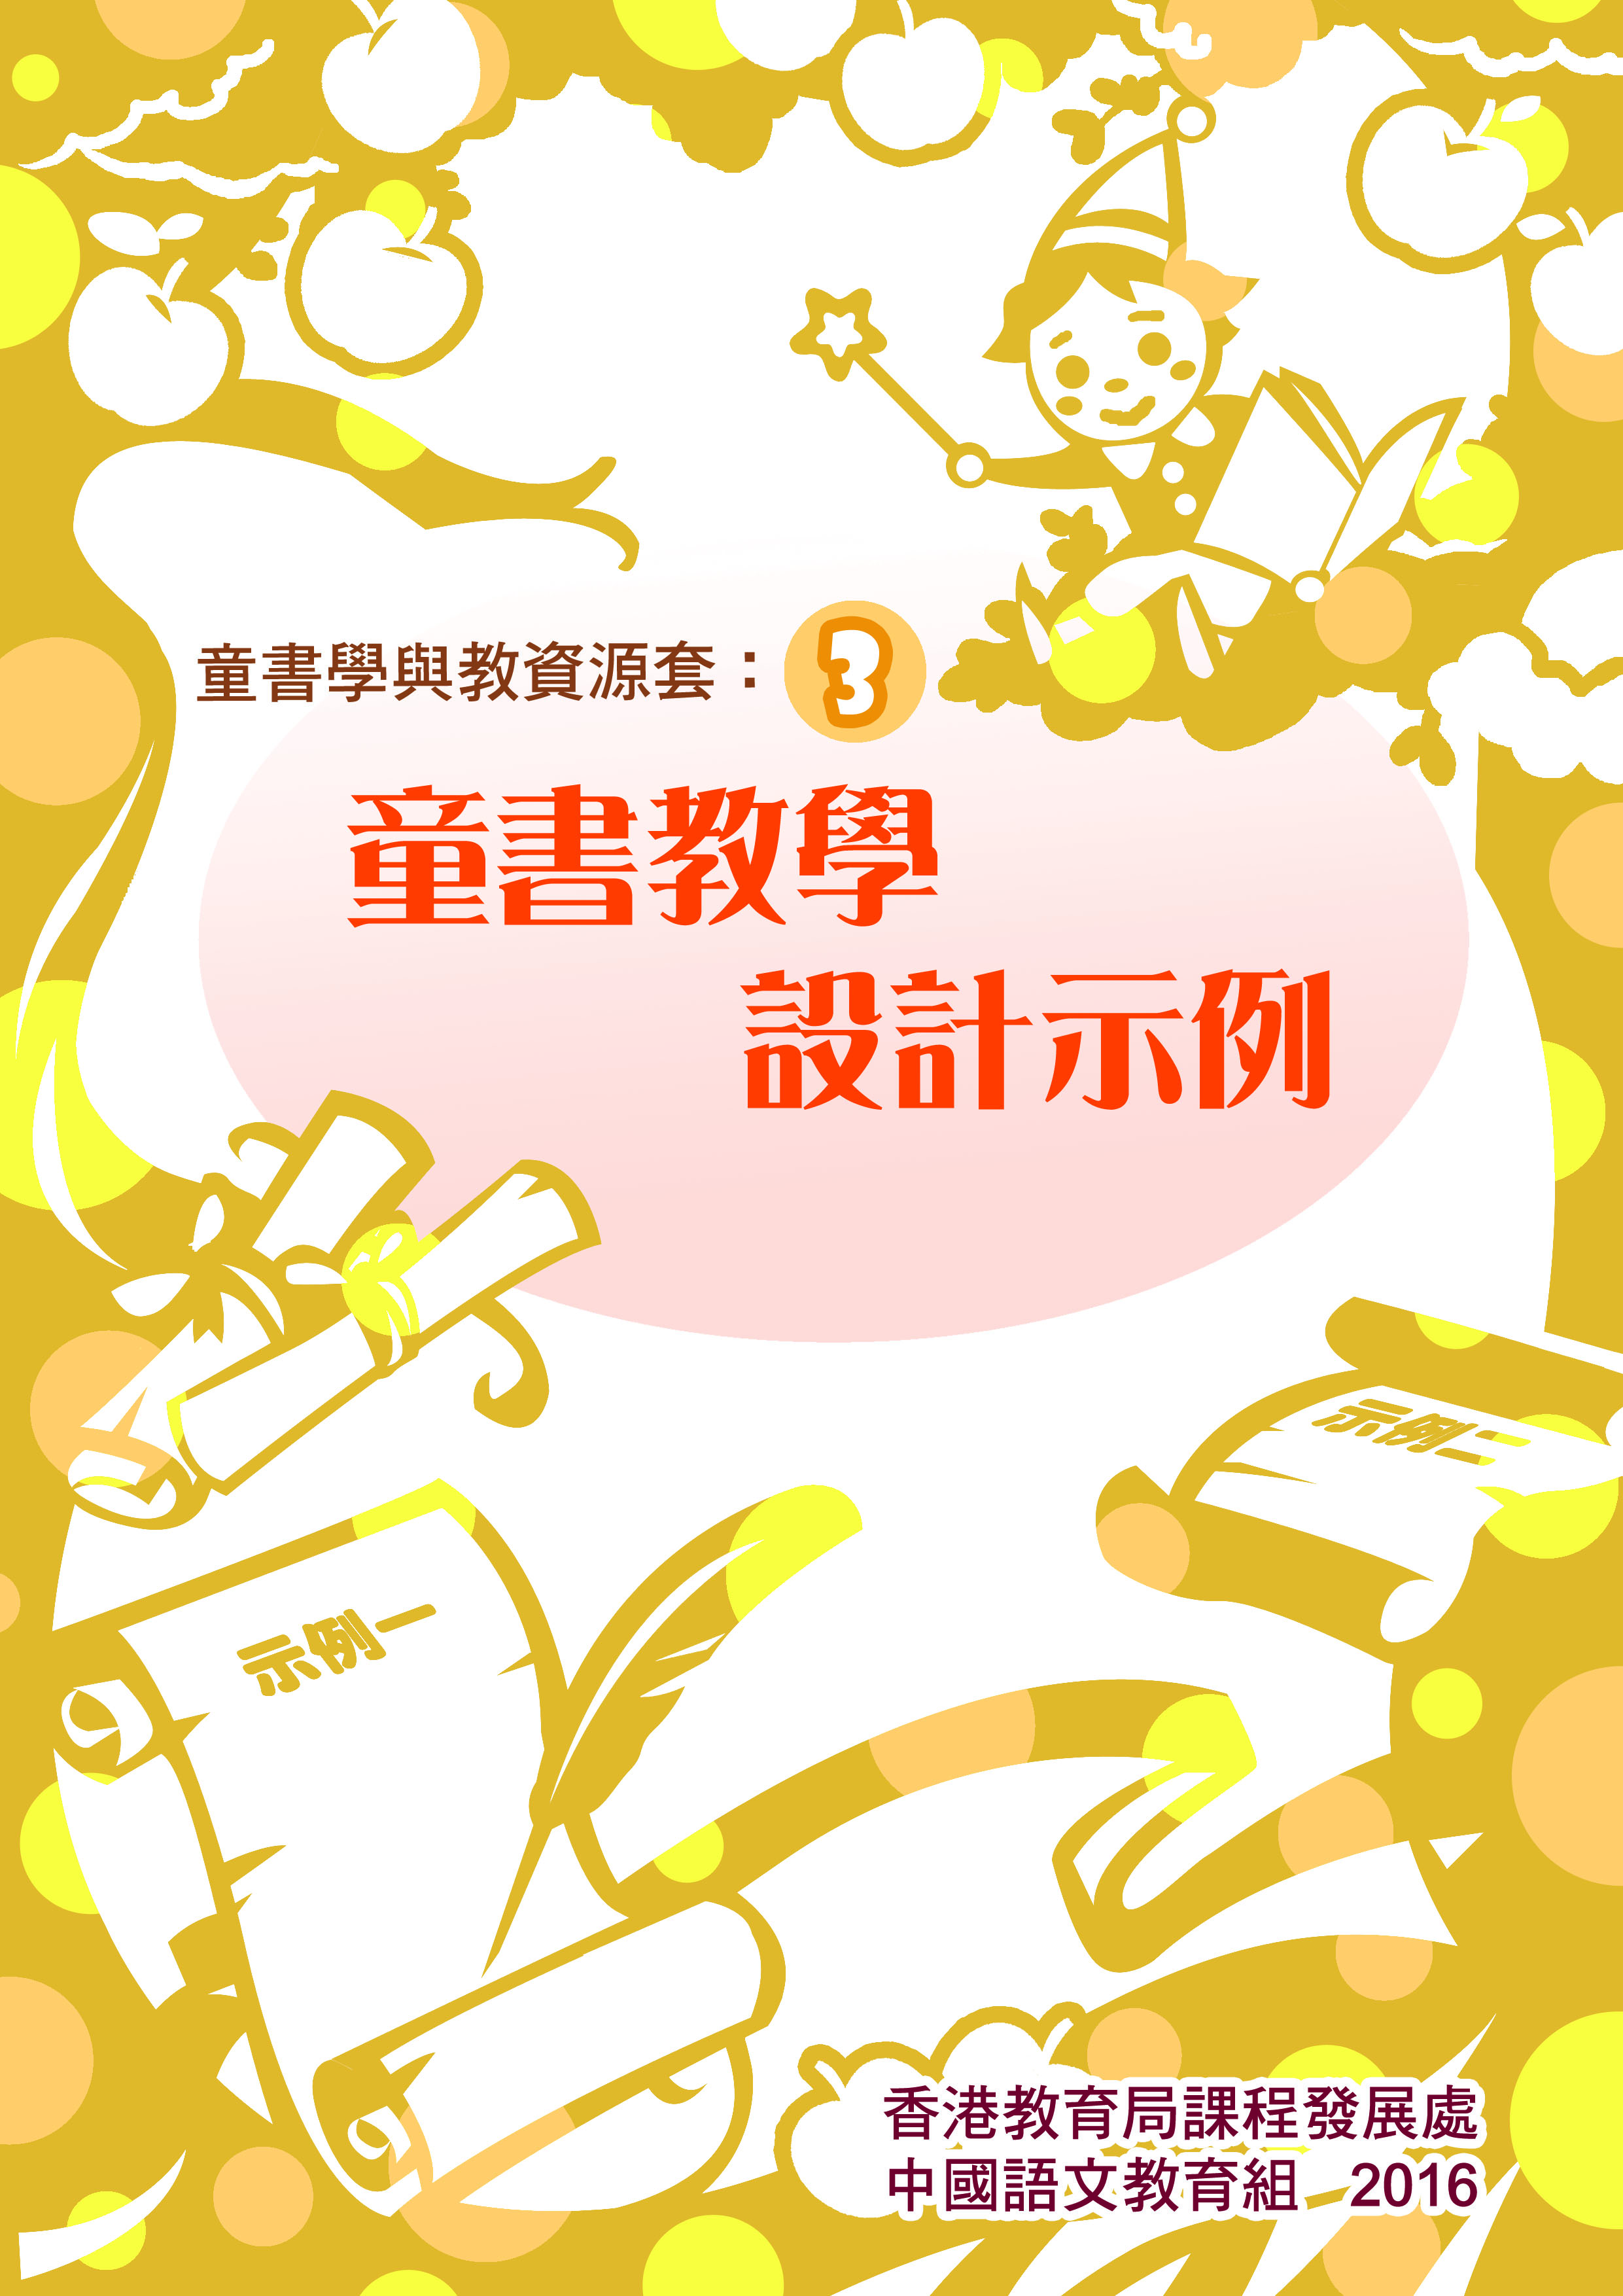 童書學與教資源套：3
童書教學
設計示例
示例二
示例一
香港教育局課程發展處
中國語文教育組 2016